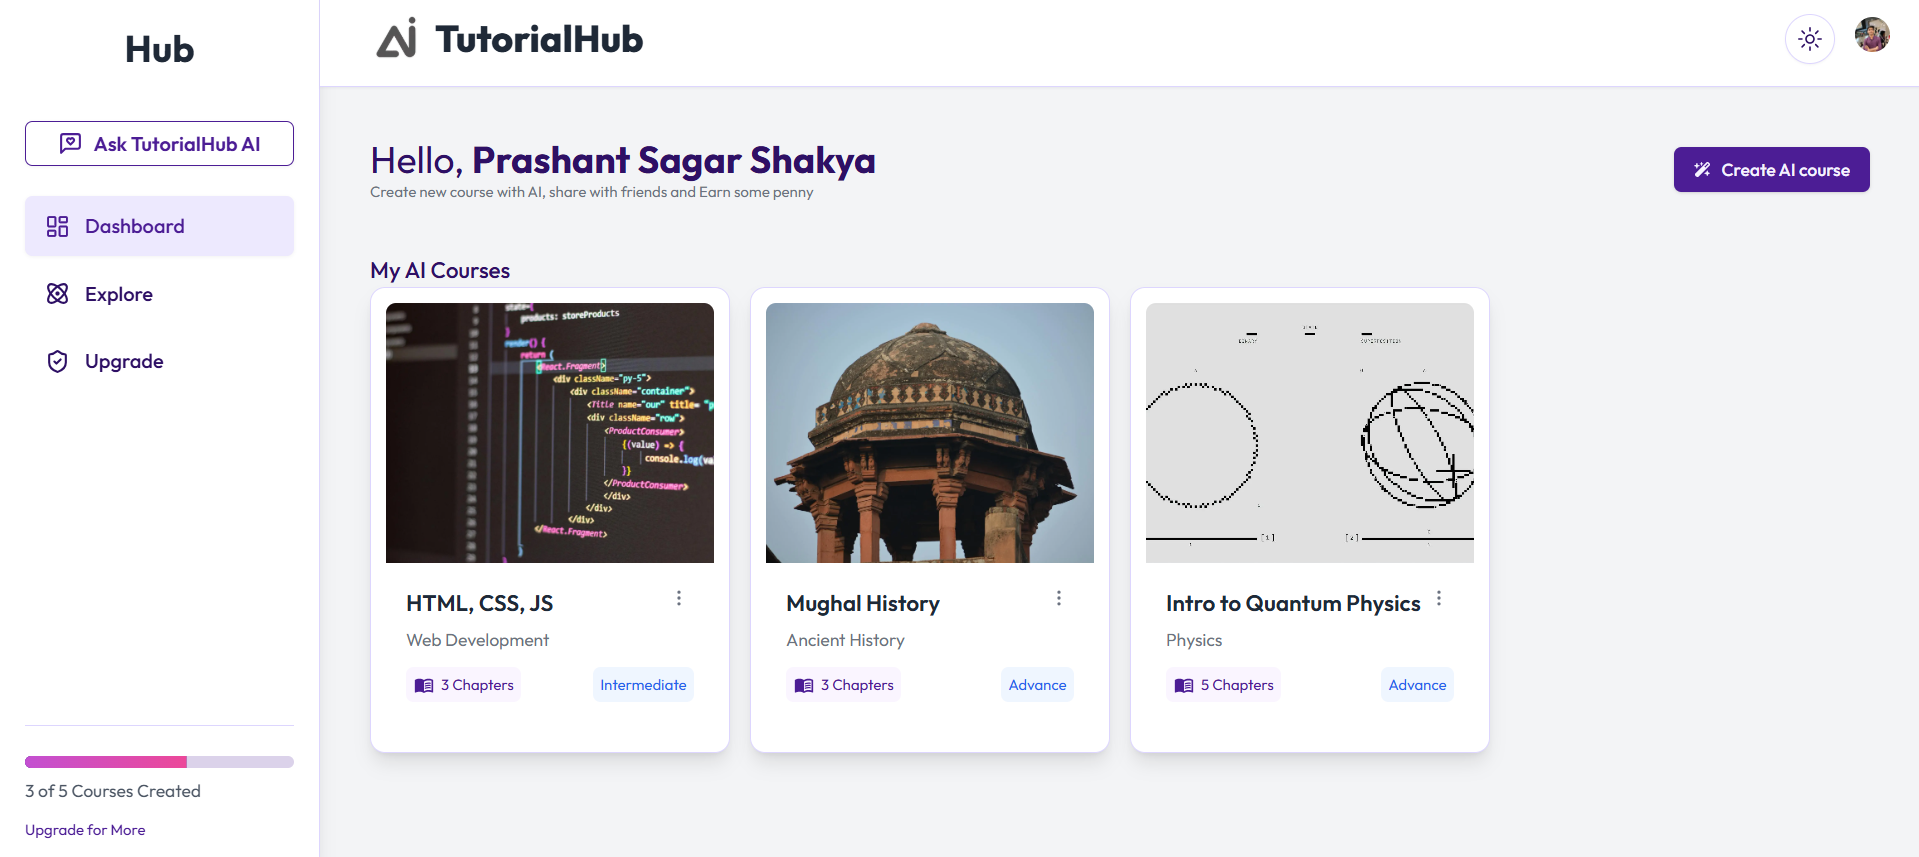 Hub
Ai TutorialHub
Ask TutorialHub AI
Dashboard
Explore
Upgrade
3 of 5 Courses Created
Upgrade for More
Hello, Prashant Sagar Shakya
Create new course with AI, share with friends and Earn some penny
Create AI course
My AI Courses
products: storeProducts
render() {
return (
<React.Fragment>
<div className="py-5">
<div className="container">
<Title name="our" title=
<div className="row">
<ProductConsumer>
{(value) => {
console.log(va
}}
</ProductConsumer>
</div>
</div>
</div>
</React.Fragment>
HTML, CSS, JS
Web Development
3 Chapters
Intermediate
Mughal History
Ancient History
3 Chapters
Advance
BINARY
SUPERPOSITION
Intro to Quantum Physics
Physics
5 Chapters
Advance